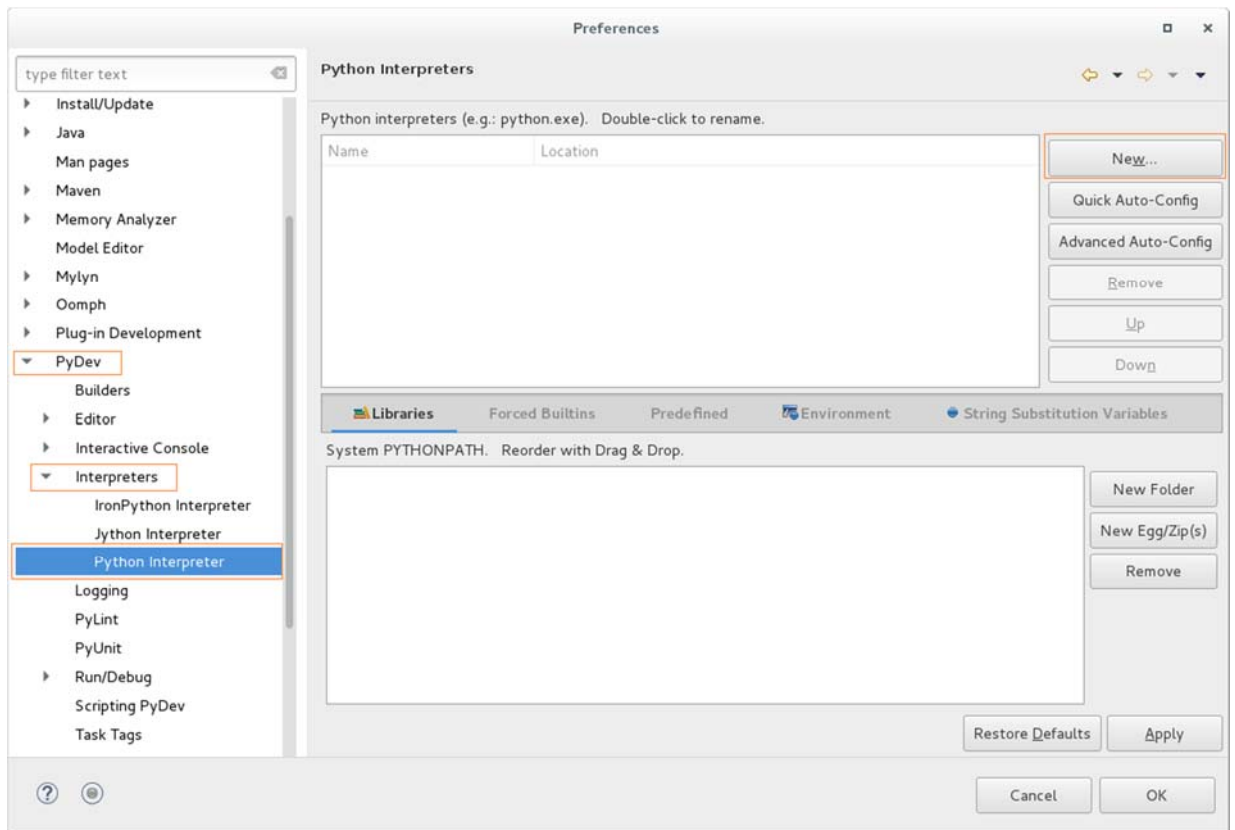 Preferences
type filter text
Install/Update
Java
Man pages
Maven
Memory Analyzer
Model Editor
Mylyn
Oomph
Plug-in Development
PyDev
Builders
Editor
Interactive Console
Interpreters
IronPython Interpreter
Jython Interpreter
Python Interpreter
Logging
PyLint
PyUnit
Run/Debug
Scripting PyDev
Task Tags
Python Interpreters
Python interpreters (e.g.: python.exe). Double-click to rename.
Name Location
New...
Quick Auto-Config
Advanced Auto-Config
Remove
Up
Down
Libraries Forced Builtins Predefined Environment String Substitution Variables
System PYTHONPATH. Reorder with Drag & Drop.
New Folder
New Egg/Zip(s)
Remove
Restore Defaults Apply
? Cancel OK